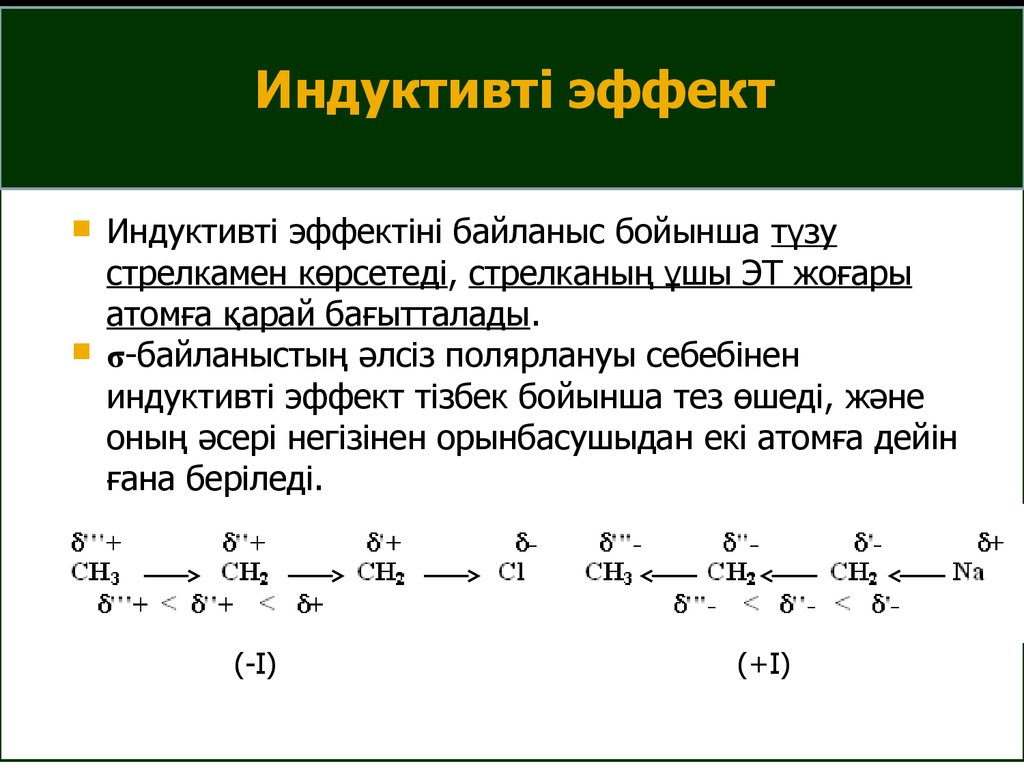 Индуктивті эффект
Индуктивті эффектіні байланыс бойынша түзу
стрелкамен көрсетеді, стрелканың ұшы ЭТ жоғары
атомға қарай бағытталады.
σ-байланыстың әлсіз полярлануы себебінен
индуктивті эффект тізбек бойынша тез өшеді, және
оның әсері негізінен орынбасушыдан екі атомға дейін
ғана беріледі.
δ'''+ δ''+ δ'+ δ- δ'''- δ''- δ'- δ+
CH₃ → CH₂ → CH₂ → Cl CH₃ ← CH₂ ← CH₂ ← Na
δ'''+ < δ''+ < δ+ δ'''- < δ''- < δ'-
(-I) (+I)